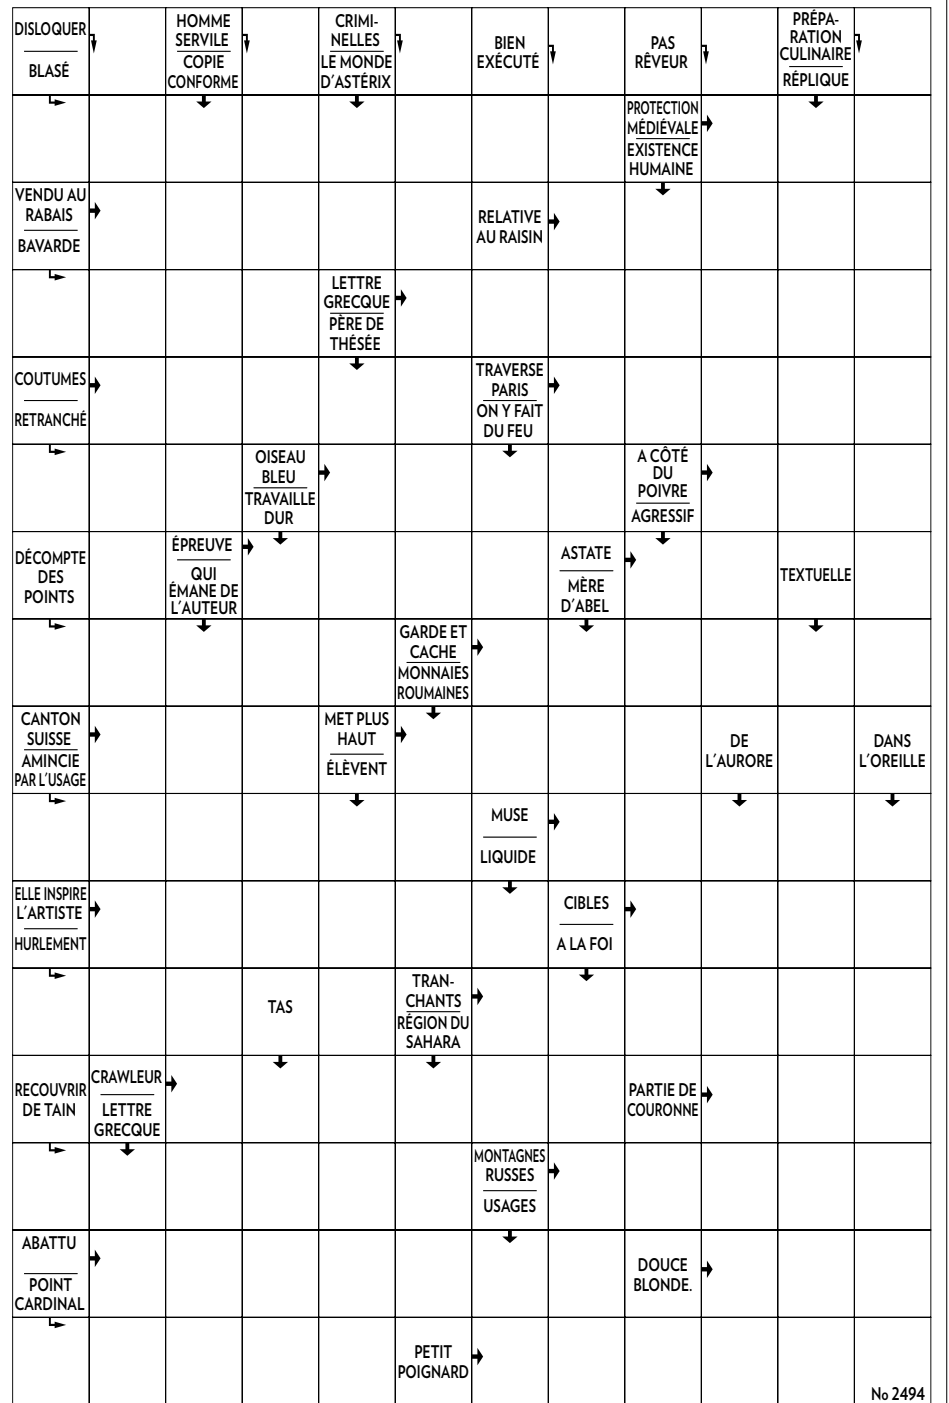 DISLOQUER
BLASÉ
HOMME
SERVILE
COPIE
CONFORME
CRIMI-
NELLES
LE MONDE
D'ASTÉRIX
BIEN
EXÉCUTÉ
PAS
RÊVEUR
PRÉPA-
RATION
CULINAIRE
RÉPLIQUE
PROTECTION
MÉDIÉVALE
EXISTENCE
HUMAINE
VENDU AU
RABAIS
BAVARDE
RELATIVE
AU RAISIN
LETTRE
GRECQUE
PÈRE DE
THÉSÉE
COUTUMES
RETRANCHÉ
TRAVERSE
PARIS
ON Y FAIT
DU FEU
OISEAU
BLEU
TRAVAILLE
DUR
A CÔTÉ
DU
POIVRE
AGRESSIF
DÉCOMPTE
DES
POINTS
ÉPREUVE
QUI
ÉMANE DE
L'AUTEUR
ASTATE
MÈRE
D'ABEL
TEXTUELLE
GARDE ET
CACHE
MONNAIES
ROUMAINES
CANTON
SUISSE
AMINCIE
PAR L'USAGE
MET PLUS
HAUT
ÉLÈVENT
DE
L'AURORE
DANS
L'OREILLE
MUSE
LIQUIDE
ELLE INSPIRE
L'ARTISTE
HURLEMENT
CIBLES
A LA FOI
TAS
TRAN-
CHANTS
RÉGION DU
SAHARA
RECOUVRIR
DE TAIN
CRAWLEUR
LETTRE
GRECQUE
PARTIE DE
COURONNE
MONTAGNES
RUSSES
USAGES
ABATTU
POINT
CARDINAL
DOUCE
BLONDE.
PETIT
POIGNARD
No 2494